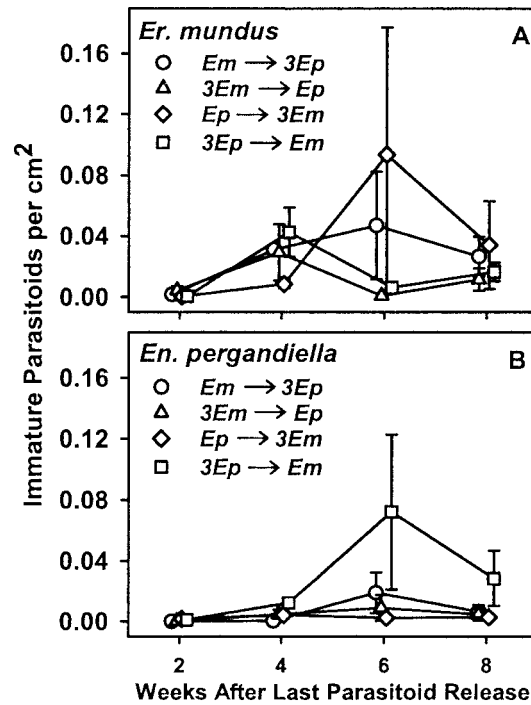 Er. mundus
A
Em → 3Ep
3Em → Ep
Ep → 3Em
3Ep → Em
0.16
0.12
0.08
0.04
0.00
Immature Parasitoids per cm²
En. pergandiella
B
Em → 3Ep
3Em → Ep
Ep → 3Em
3Ep → Em
0.16
0.12
0.08
0.04
0.00
2 4 6 8
Weeks After Last Parasitoid Release